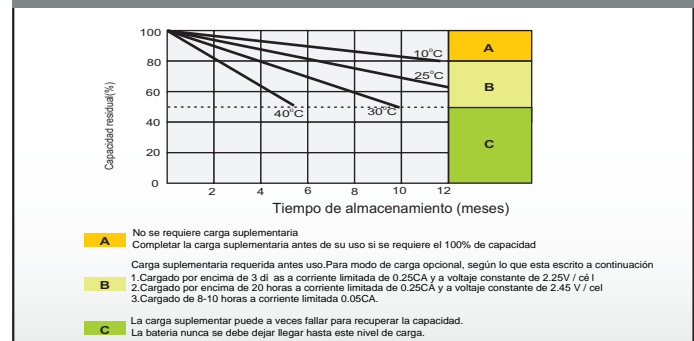 100
80
60
40
20
0
Capacidad residual(%)
10°C
25°C
30°C
40°C
A
B
C
2 4 6 8 10 12
Tiempo de almacenamiento (meses)
A
No se requiere carga suplementaria
Completar la carga suplementaria antes de su uso si se requiere el 100% de capacidad
Carga suplementaria requerida antes uso.Para modo de carga opcional, según lo que esta escrito a continuación
B
1.Cargado por encima de 3 dí as a corriente limitada de 0.25CA y a voltaje constante de 2.25V / cé l
2.Cargado por encima de 20 horas a corriente limitada de 0.25CA y a voltaje constante de 2.45 V / cel
3.Cargado de 8-10 horas a corriente limitada 0.05CA.
C
La carga suplementar puede a veces fallar para recuperar la capacidad.
La bateria nunca se debe dejar llegar hasta este nivel de carga.